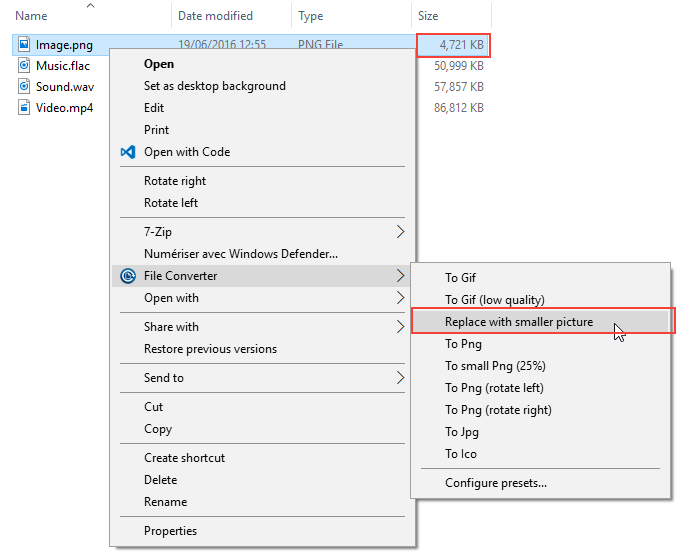 Name Date modified Type Size
Image.png 19/06/2016 12:55 PNG File 4,721 KB
Music.flac 50,999 KB
Sound.wav 57,857 KB
Video.mp4 86,812 KB
Open
Set as desktop background
Edit
Print
Open with Code
Rotate right
Rotate left
7-Zip
Numériser avec Windows Defender...
File Converter
Open with
Share with
Restore previous versions
Send to
Cut
Copy
Create shortcut
Delete
Rename
Properties
To Gif
To Gif (low quality)
Replace with smaller picture
To Png
To small Png (25%)
To Png (rotate left)
To Png (rotate right)
To Jpg
To Ico
Configure presets...